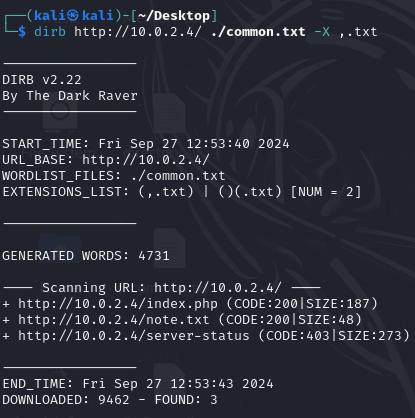 ┌──(kali㉿kali)-[~/Desktop]
└─$ dirb http://10.0.2.4/ ./common.txt -X ,.txt
-----------------
DIRB v2.22
By The Dark Raver
-----------------
START_TIME: Fri Sep 27 12:53:40 2024
URL_BASE: http://10.0.2.4/
WORDLIST_FILES: ./common.txt
EXTENSIONS_LIST: (,.txt) | ()(.txt) [NUM = 2]
-----------------
GENERATED WORDS: 4731
---- Scanning URL: http://10.0.2.4/ ----
+ http://10.0.2.4/index.php (CODE:200|SIZE:187)
+ http://10.0.2.4/note.txt (CODE:200|SIZE:48)
+ http://10.0.2.4/server-status (CODE:403|SIZE:273)
-----------------
END_TIME: Fri Sep 27 12:53:43 2024
DOWNLOADED: 9462 - FOUND: 3